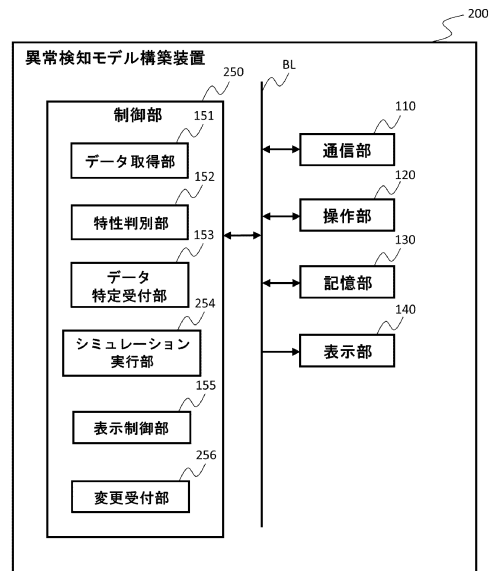 200
異常検知モデル構築装置
250
BL
制御部
151
データ取得部
152
特性判別部
153
データ
特定受付部
254
シミュレーション
実行部
155
表示制御部
256
変更受付部
110
通信部
120
操作部
130
記憶部
140
表示部